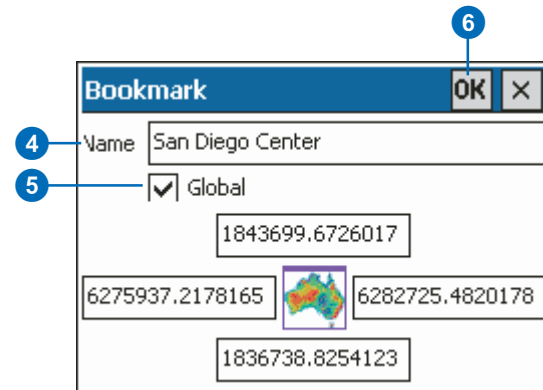 6
Bookmark OK ×
4 Name San Diego Center
5 Global
1843699.6726017
6275937.2178165 6282725.4820178
1836738.8254123